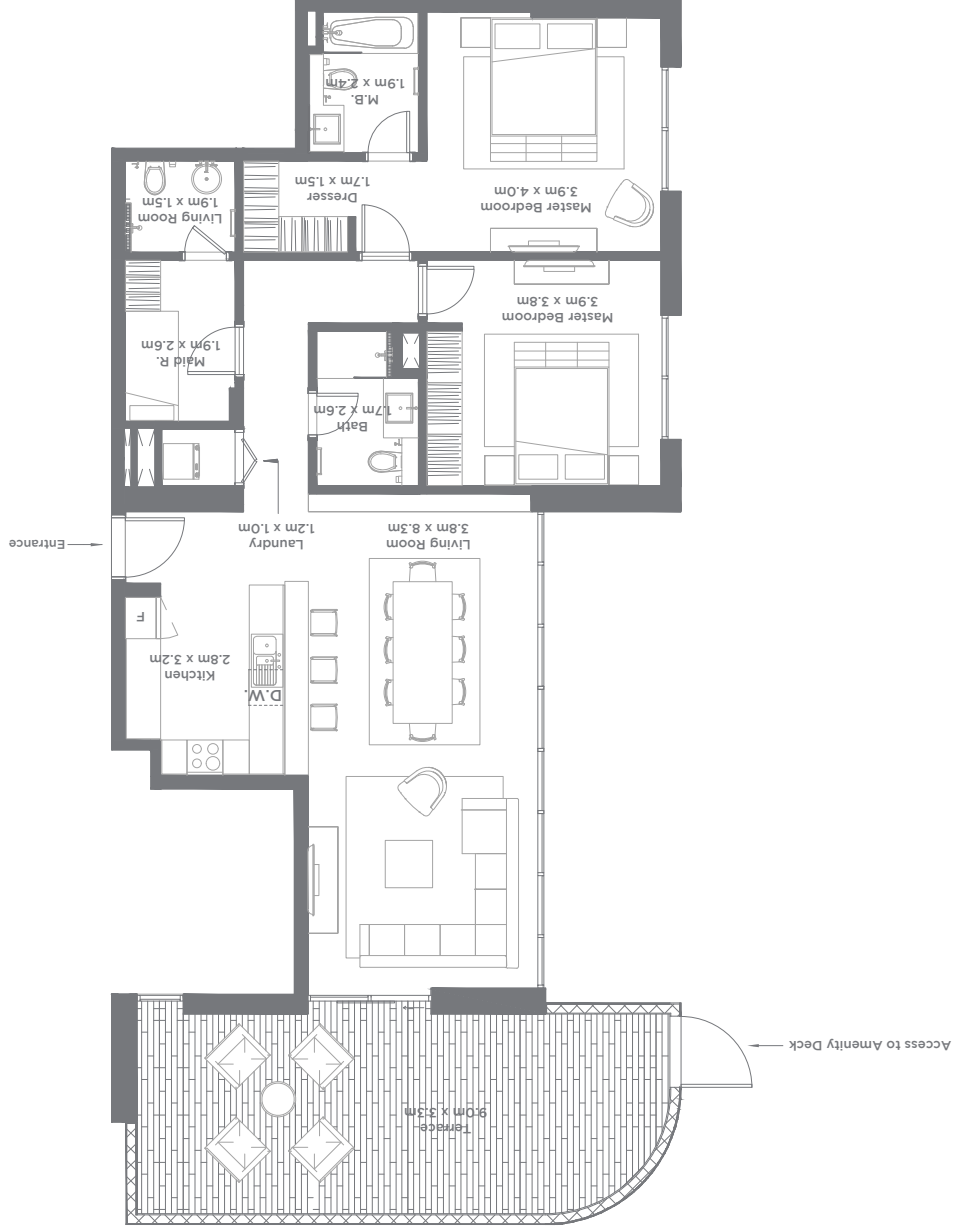 Terrace
9.0m x 3.3m
Access to Amenity Deck
Kitchen
2.8m x 3.2m
D.W.
F
Entrance
Living Room
3.8m x 8.3m
Laundry
1.2m x 1.0m
Bath
1.7m x 2.6m
Maid R.
1.9m x 2.6m
Master Bedroom
3.9m x 3.8m
Living Room
1.9m x 1.5m
Dresser
1.7m x 1.5m
Master Bedroom
3.9m x 4.0m
M.B.
1.9m x 2.4m